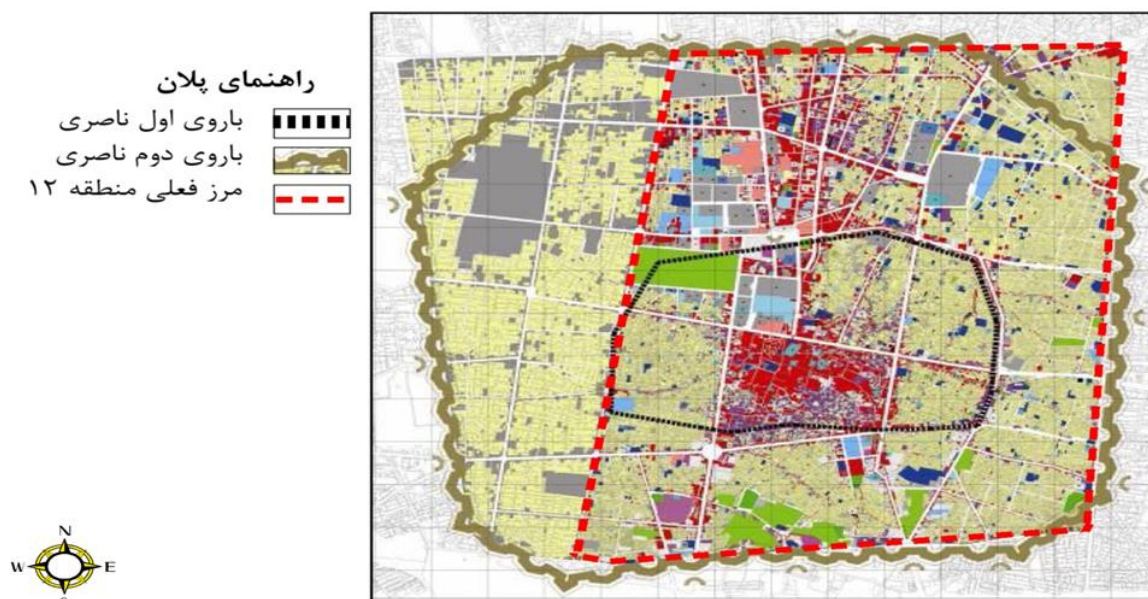 راهنمای پلان
باروی اول ناصری
باروی دوم ناصری
مرز فعلی منطقه ۱۲
N
W E